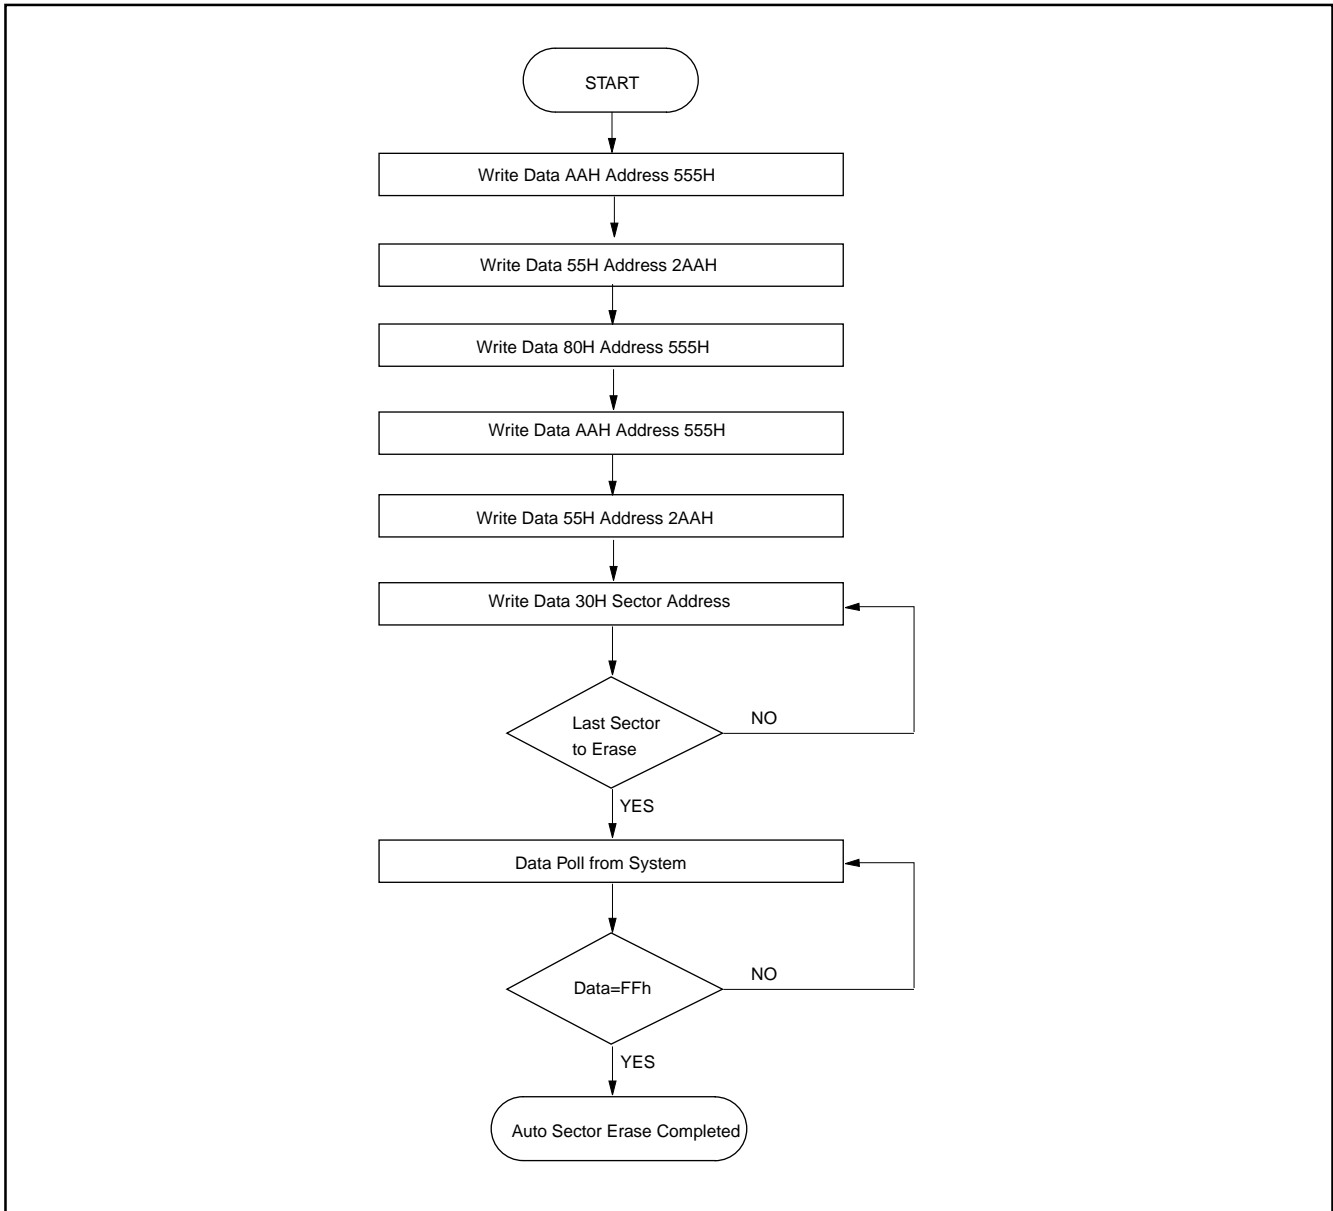 START
Write Data AAH Address 555H
Write Data 55H Address 2AAH
Write Data 80H Address 555H
Write Data AAH Address 555H
Write Data 55H Address 2AAH
Write Data 30H Sector Address
Last Sector
to Erase
NO
YES
Data Poll from System
Data=FFh
NO
YES
Auto Sector Erase Completed